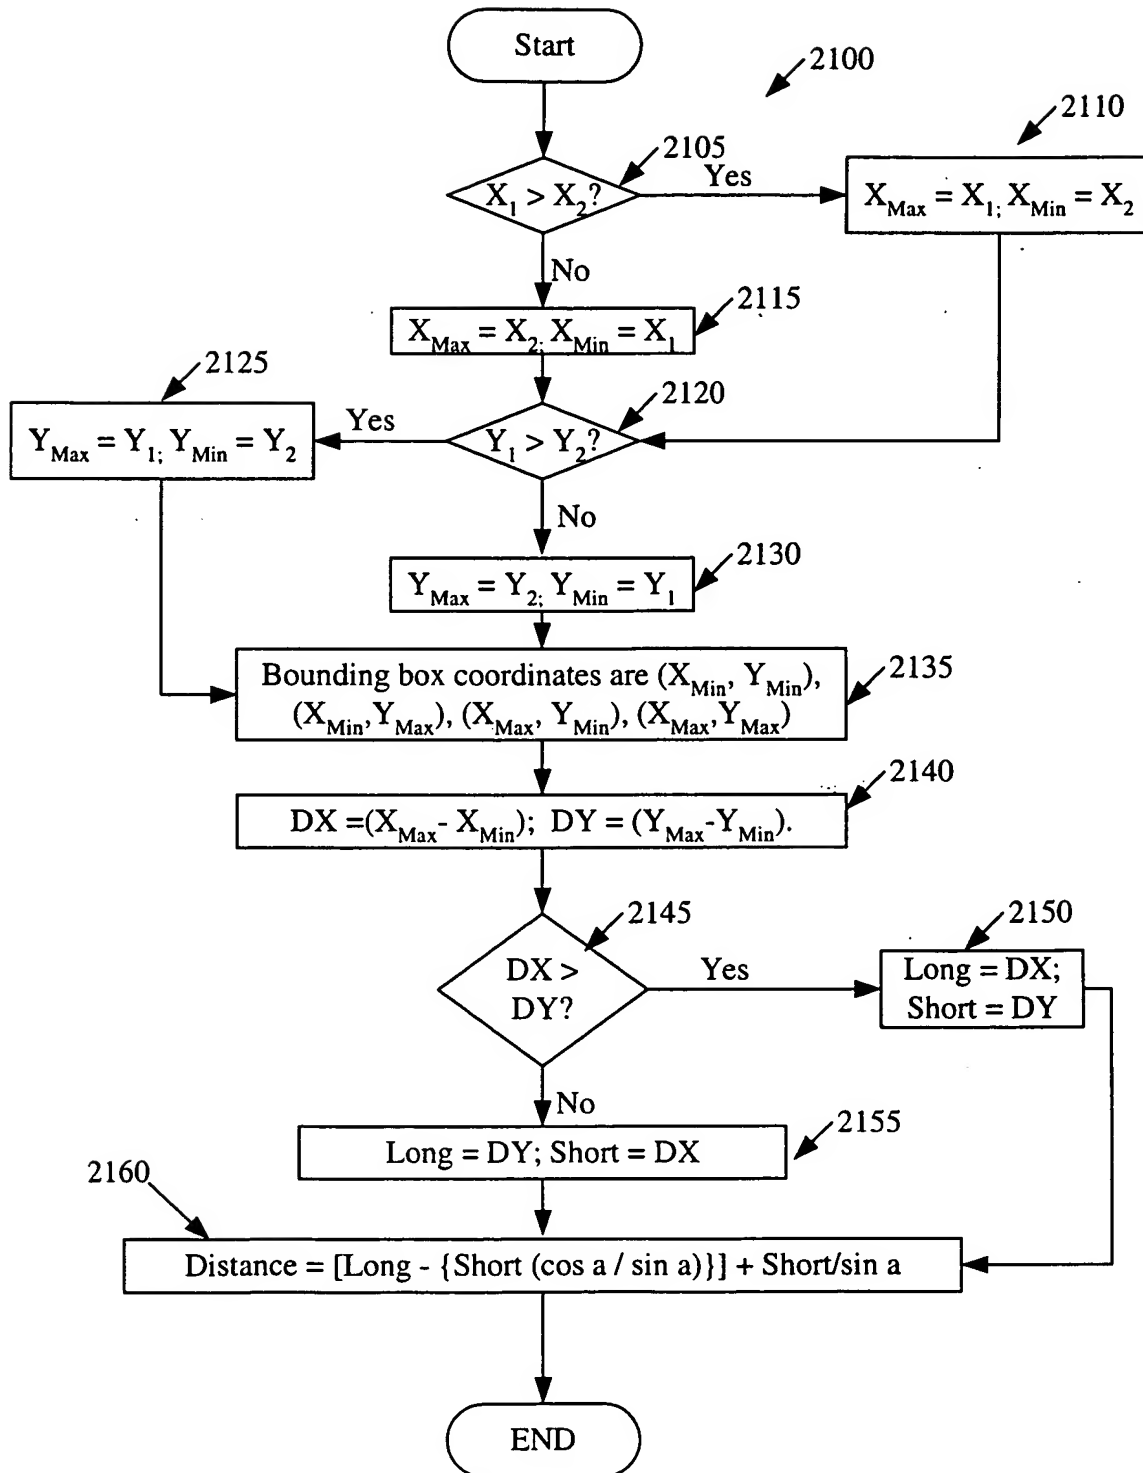 Start
2100
2105
2110
X1 > X2?
Yes
XMax = X1; XMin = X2
No
2115
XMax = X2; XMin = X1
2125
2120
YMax = Y1; YMin = Y2
Yes
Y1 > Y2?
No
2130
YMax = Y2; YMin = Y1
Bounding box coordinates are (XMin, YMin),
(XMin,YMax), (XMax, YMin), (XMax,YMax)
2135
2140
DX =(XMax- XMin); DY = (YMax-YMin).
2145
2150
DX >
DY?
Yes
Long = DX;
Short = DY
No
2155
Long = DY; Short = DX
2160
Distance = [Long - {Short (cos a / sin a)}] + Short/sin a
END